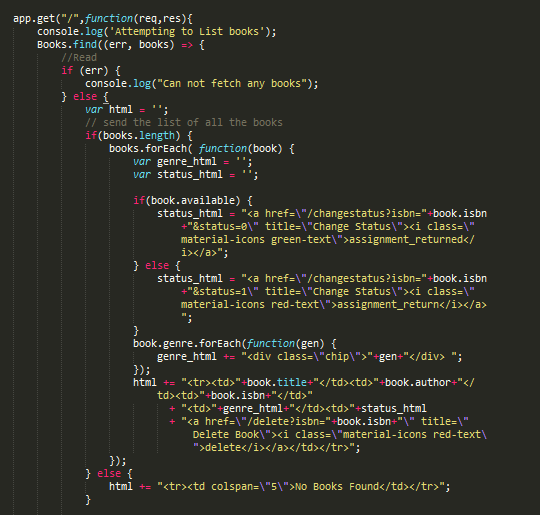 app.get("/",function(req,res){
console.log('Attempting to List books');
Books.find((err, books) => {
//Read
if (err) {
console.log("Can not fetch any books");
} else {
var html = '';
// send the list of all the books
if(books.length) {
books.forEach( function(book) {
var genre_html = '';
var status_html = '';
if(book.available) {
status_html = "<a href=\"/changestatus?isbn="+book.isbn
+"&status=0\" title=\"Change Status\"><i class=\"
material-icons green-text\">assignment_returned</
i></a>";
} else {
status_html = "<a href=\"/changestatus?isbn="+book.isbn
+"&status=1\" title=\"Change Status\"><i class=\"
material-icons red-text\">assignment_return</i></a>
";
}
book.genre.forEach(function(gen) {
genre_html += "<div class=\"chip\">"+gen+"</div> ";
});
html += "<tr><td>"+book.title+"</td><td>"+book.author+"</
td><td>"+book.isbn+"</td>"
+ "<td>"+genre_html+"</td><td>"+status_html
+ "<a href=\"/delete?isbn="+book.isbn+"\" title=\"
Delete Book\"><i class=\"material-icons red-text\
">delete</i></a></td></tr>";
});
} else {
html += "<tr><td colspan=\"5\">No Books Found</td></tr>";
}